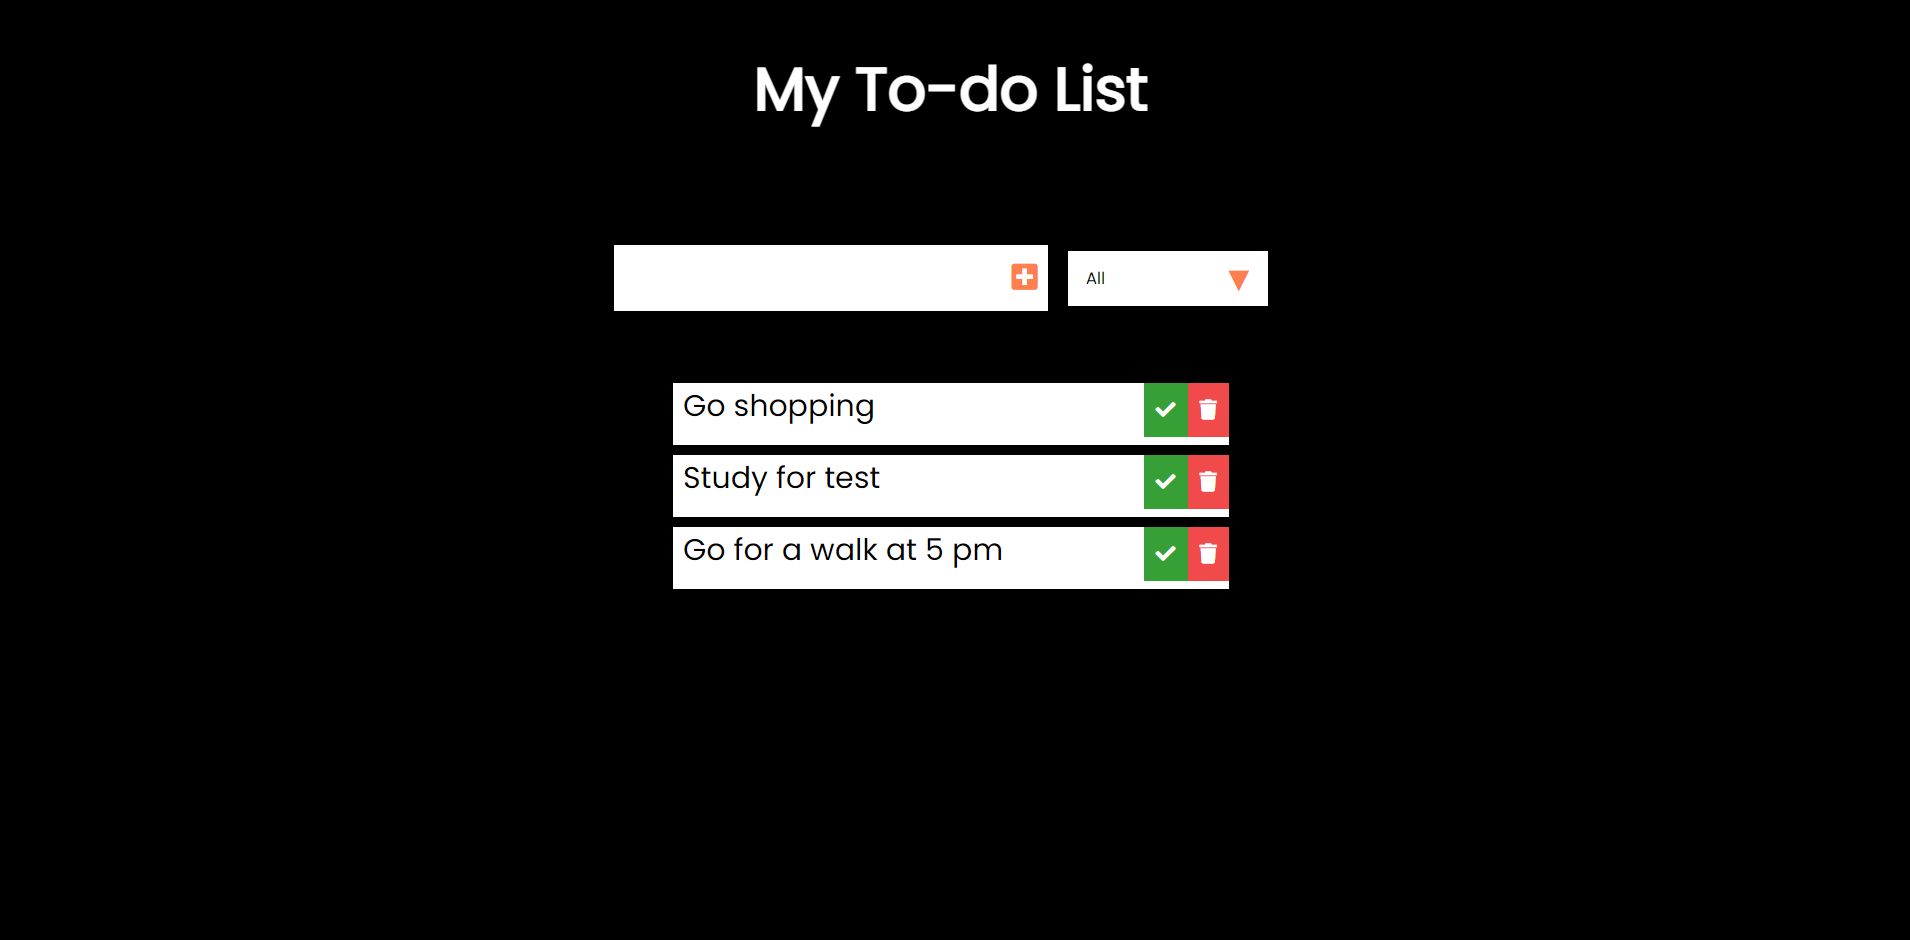 My To-do List
All
Go shopping
Study for test
Go for a walk at 5 pm